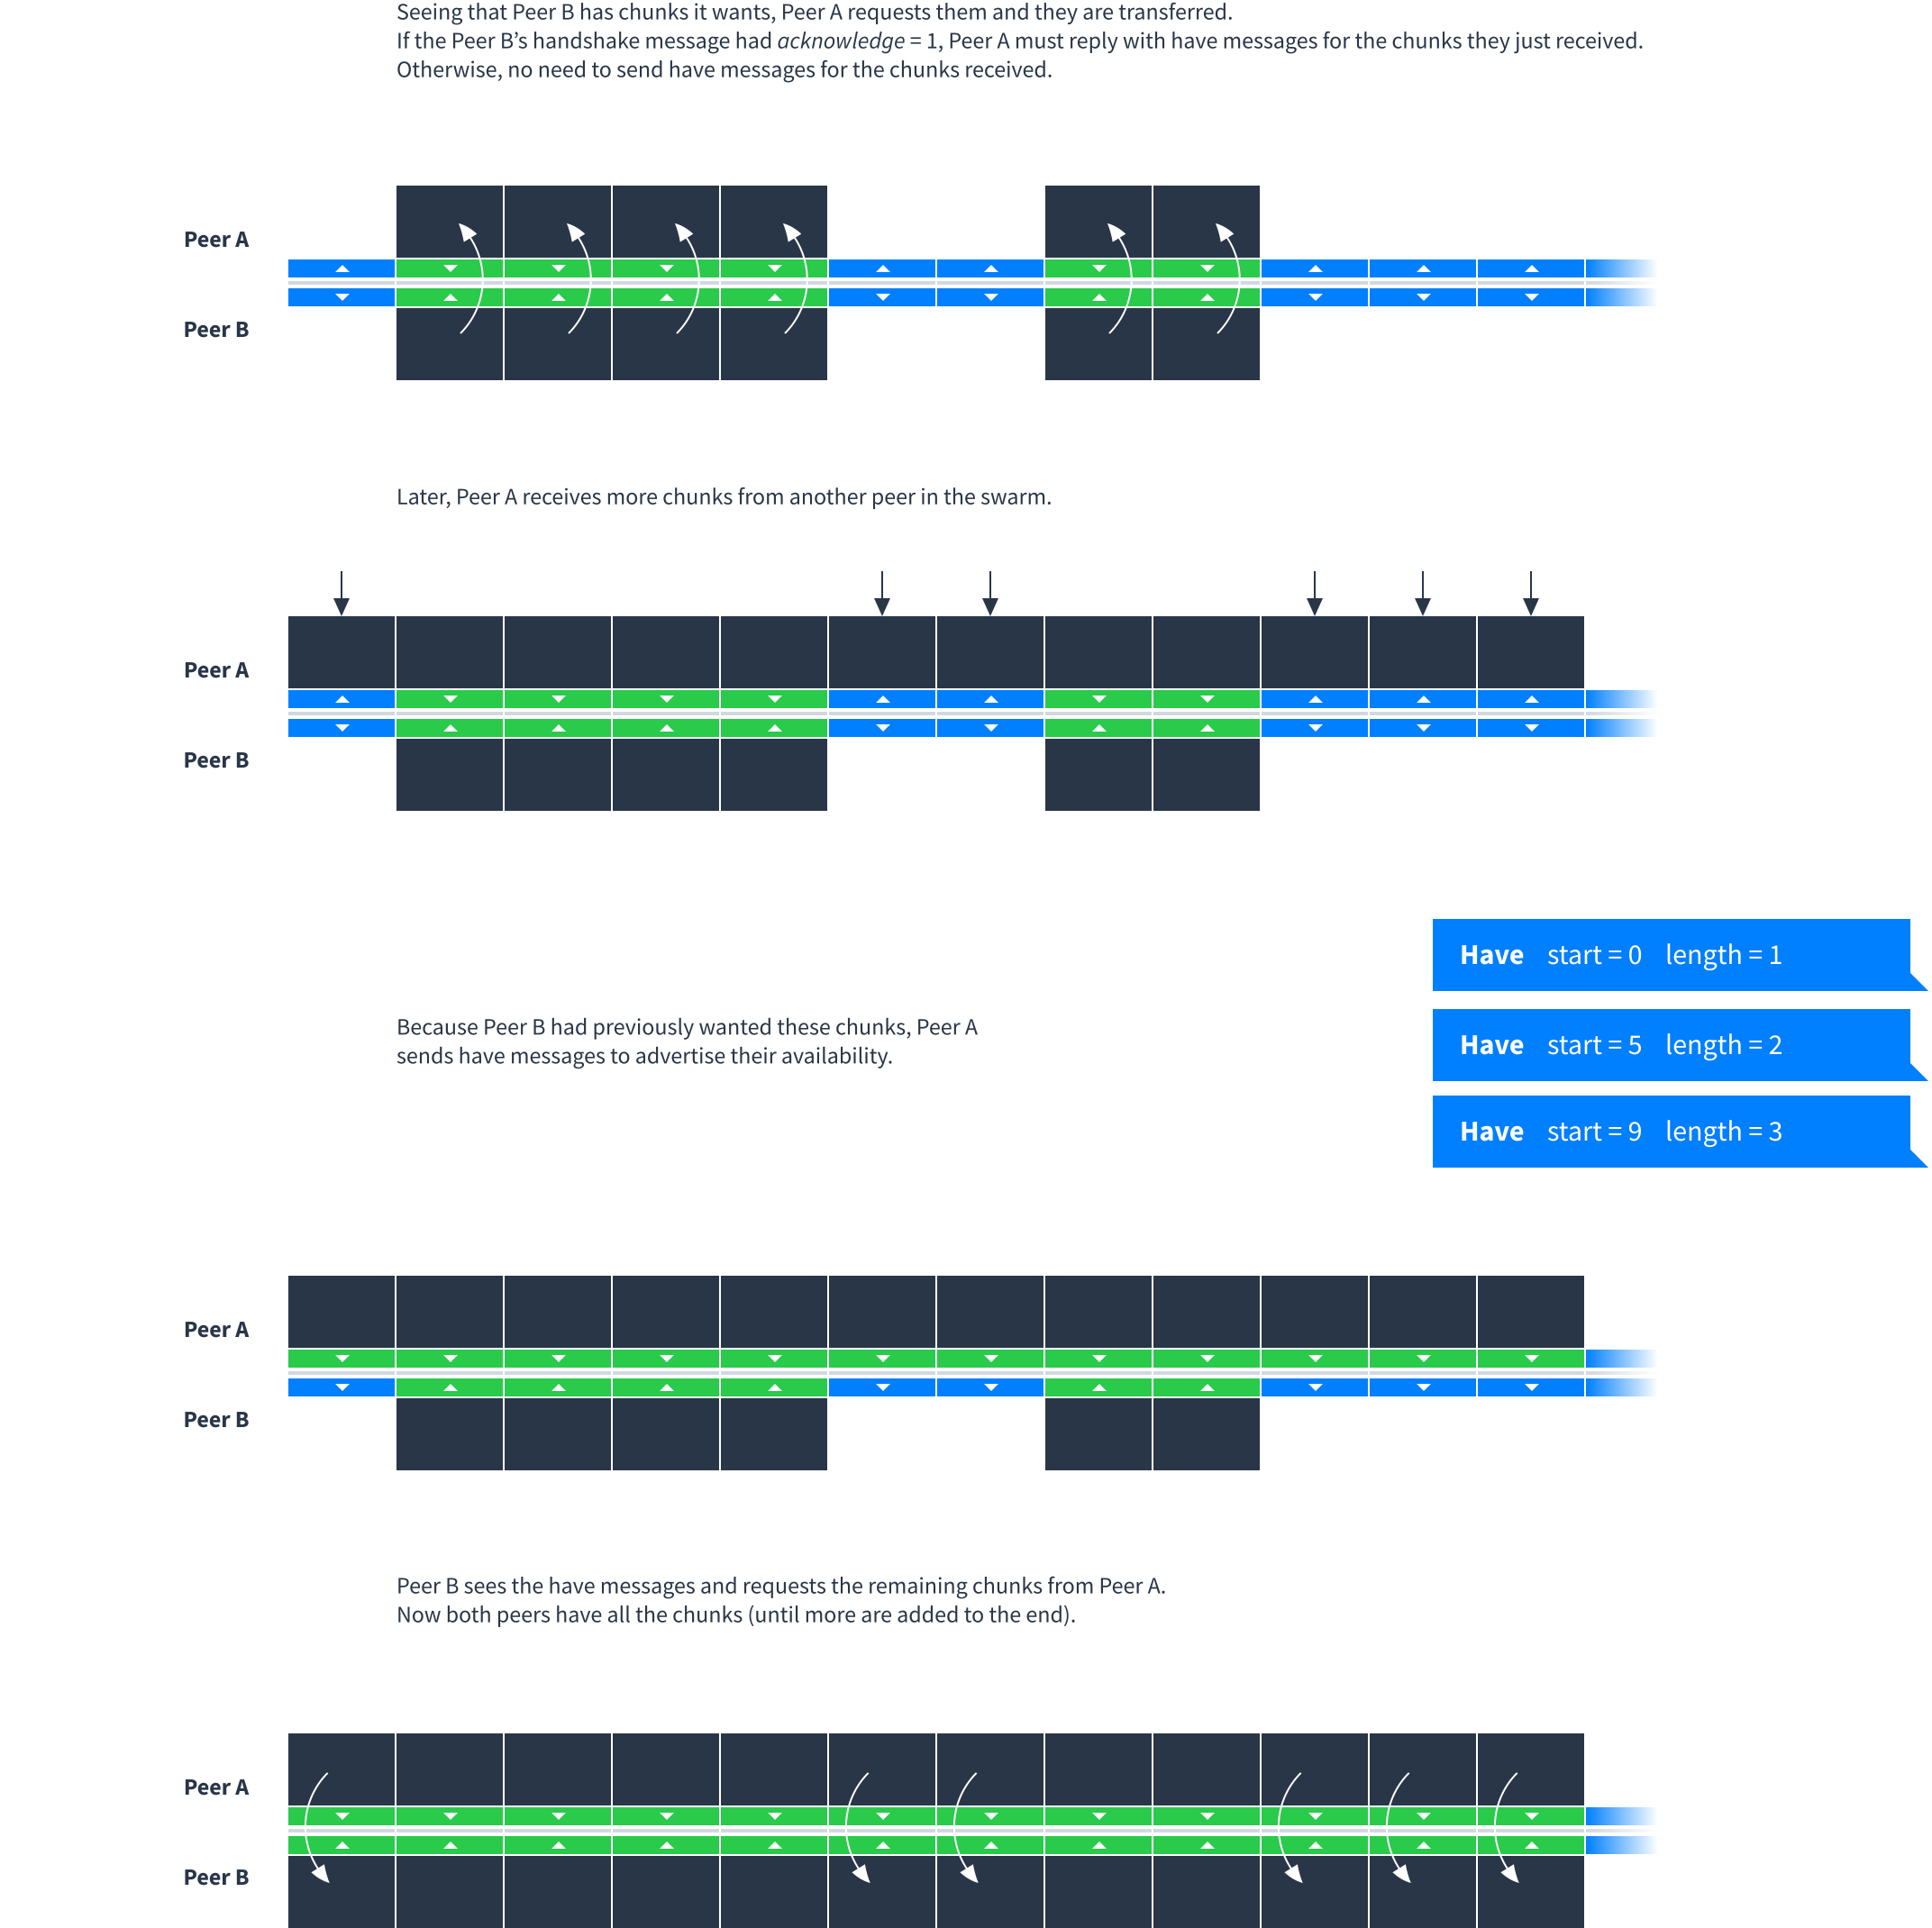 Seeing that Peer B has chunks it wants, Peer A requests them and they are transferred.
If the Peer B’s handshake message had acknowledge = 1, Peer A must reply with have messages for the chunks they just received.
Otherwise, no need to send have messages for the chunks received.
Peer A
Peer B
Later, Peer A receives more chunks from another peer in the swarm.
Peer A
Peer B
Have start = 0 length = 1
Because Peer B had previously wanted these chunks, Peer A
sends have messages to advertise their availability.
Have start = 5 length = 2
Have start = 9 length = 3
Peer A
Peer B
Peer B sees the have messages and requests the remaining chunks from Peer A.
Now both peers have all the chunks (until more are added to the end).
Peer A
Peer B